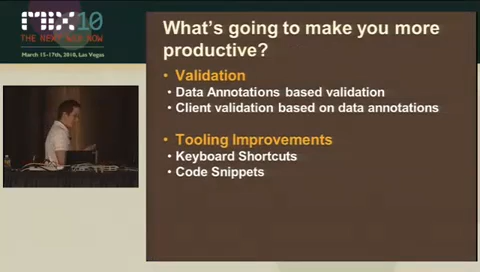 MIX10
THE NEXT WEB NOW
March 15-17th, 2010, Las Vegas
What's going to make you more
productive?
• Validation
• Data Annotations based validation
• Client validation based on data annotations
• Tooling Improvements
• Keyboard Shortcuts
• Code Snippets